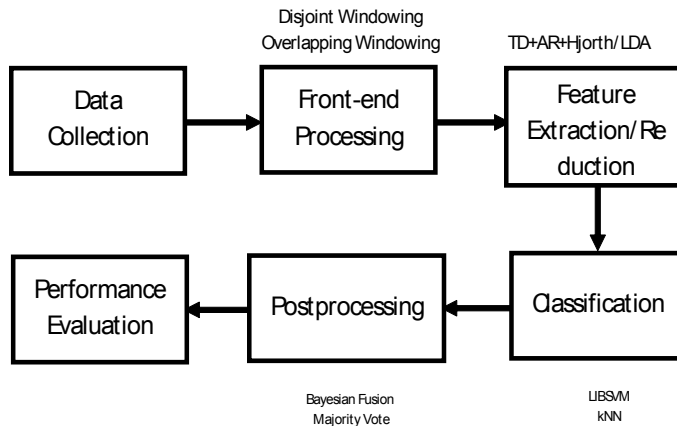 Disjoint Windowing
Overlapping Windowing
TD+AR+Hjorth/LDA
Data
Collection
Front-end
Processing
Feature
Extraction/Re
duction
Performance
Evaluation
Postprocessing
Classification
Bayesian Fusion
Majority Vote
LIBSVM
kNN